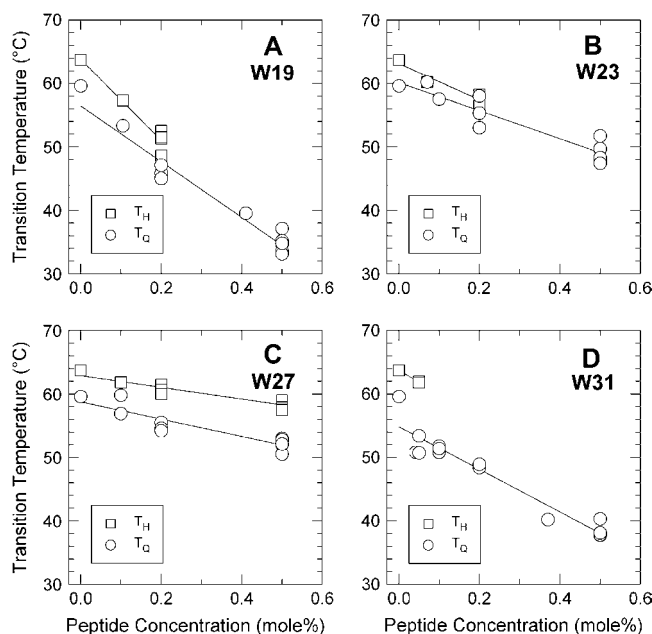 70
60
50
40
30
Transition Temperature (°C)
A
W19
T_H
T_Q
0.0 0.2 0.4 0.6
70
60
50
40
30
B
W23
T_H
T_Q
0.0 0.2 0.4 0.6
70
60
50
40
30
Transition Temperature (°C)
C
W27
T_H
T_Q
0.0 0.2 0.4 0.6
Peptide Concentration (mole%)
70
60
50
40
30
D
W31
T_H
T_Q
0.0 0.2 0.4 0.6
Peptide Concentration (mole%)